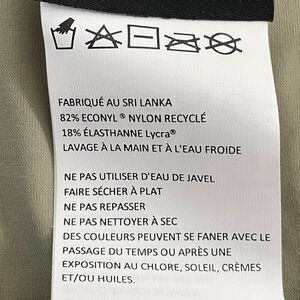 FABRIQUÉ AU SRI LANKA
82% ECONYL ® NYLON RECYCLÉ
18% ÉLASTHANNE Lycra®
LAVAGE À LA MAIN ET À L'EAU FROIDE
NE PAS UTILISER D'EAU DE JAVEL
FAIRE SÉCHER À PLAT
NE PAS REPASSER
NE PAS NETTOYER À SEC
DES COULEURS PEUVENT SE FANER AVEC LE
PASSAGE DU TEMPS OU APRÈS UNE
EXPOSITION AU CHLORE, SOLEIL, CRÈMES
ET/OU HUILES.